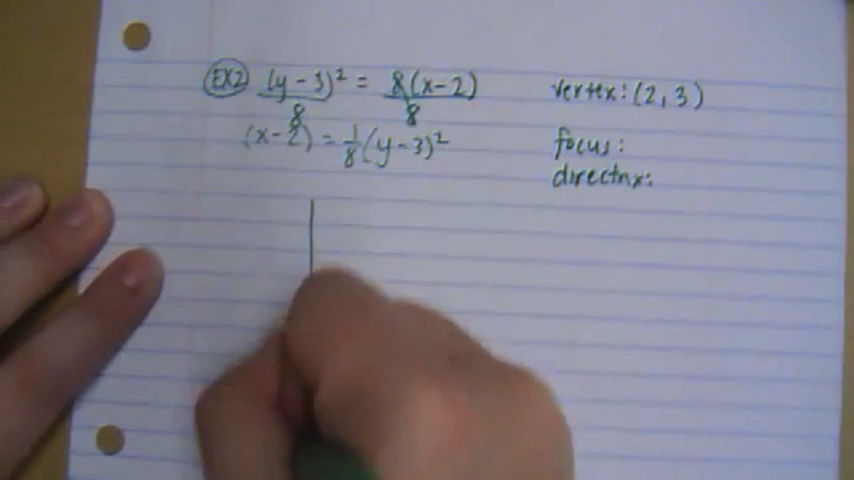 EX2 (y-3)² / 8 = 8(x-2) / 8
(x-2) = 1/8 (y-3)²
vertex: (2, 3)
focus:
directrix: